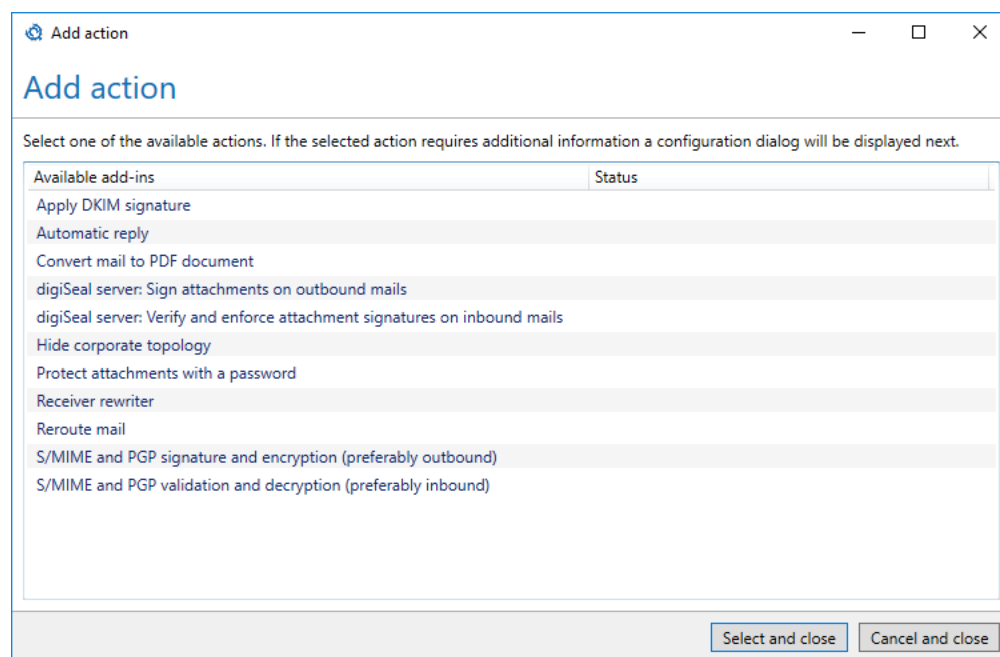 Add action
Add action
Select one of the available actions. If the selected action requires additional information a configuration dialog will be displayed next.
Available add-ins Status
Apply DKIM signature
Automatic reply
Convert mail to PDF document
digiSeal server: Sign attachments on outbound mails
digiSeal server: Verify and enforce attachment signatures on inbound mails
Hide corporate topology
Protect attachments with a password
Receiver rewriter
Reroute mail
S/MIME and PGP signature and encryption (preferably outbound)
S/MIME and PGP validation and decryption (preferably inbound)
Select and close Cancel and close